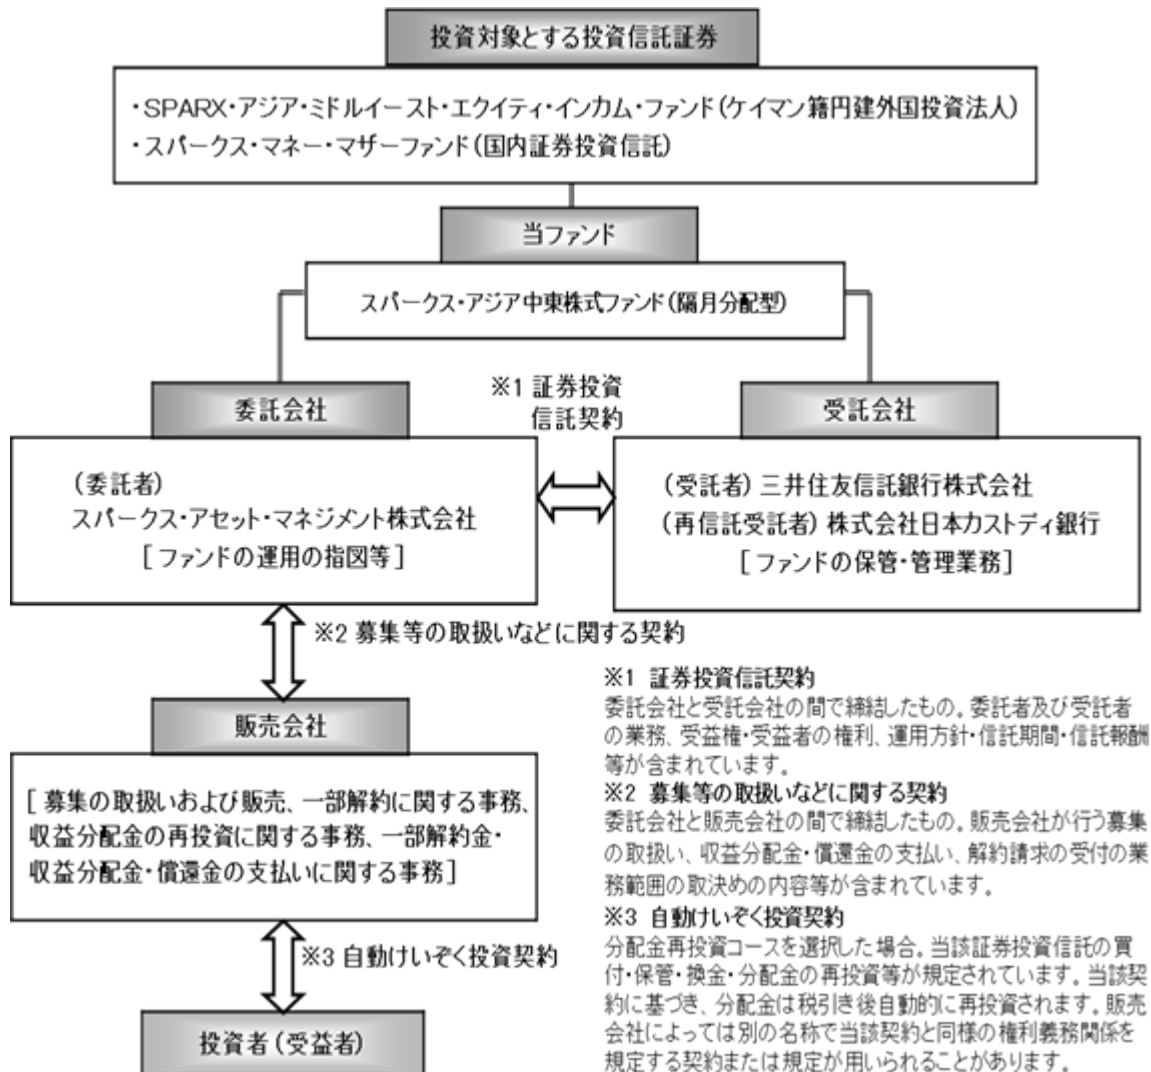 投資対象とする投資信託証券
・SPARX・アジア・ミドルイースト・エクイティ・インカム・ファンド(ケイマン籍円建外国投資法人)
・スパークス・マネー・マザーファンド(国内証券投資信託)
当ファンド
スパークス・アジア中東株式ファンド(隔月分配型)
※1 証券投資
信託契約
委託会社
(委託者)
スパークス・アセット・マネジメント株式会社
[ファンドの運用の指図等]
受託会社
(受託者)三井住友信託銀行株式会社
(再信託受託者)株式会社日本カストディ銀行
[ファンドの保管・管理業務]
※2 募集等の取扱いなどに関する契約
販売会社
[募集の取扱いおよび販売、一部解約に関する事務、
収益分配金の再投資に関する事務、一部解約金・
収益分配金・償還金の支払いに関する事務]
※3 自動けいぞく投資契約
投資者(受益者)
※1 証券投資信託契約
委託会社と受託会社の間で締結したもの。委託者及び受託者
の業務、受益権・受益者の権利、運用方針・信託期間・信託報酬
等が含まれています。
※2 募集等の取扱いなどに関する契約
委託会社と販売会社の間で締結したもの。販売会社が行う募集
の取扱い、収益分配金・償還金の支払い、解約請求の受付の業
務範囲の取決めの内容等が含まれています。
※3 自動けいぞく投資契約
分配金再投資コースを選択した場合。当該証券投資信託の買
付・保管・換金・分配金の再投資等が規定されています。当該契
約に基づき、分配金は税引き後自動的に再投資されます。販売
会社によっては別の名称で当該契約と同様の権利義務関係を
規定する契約または規定が用いられることがあります。